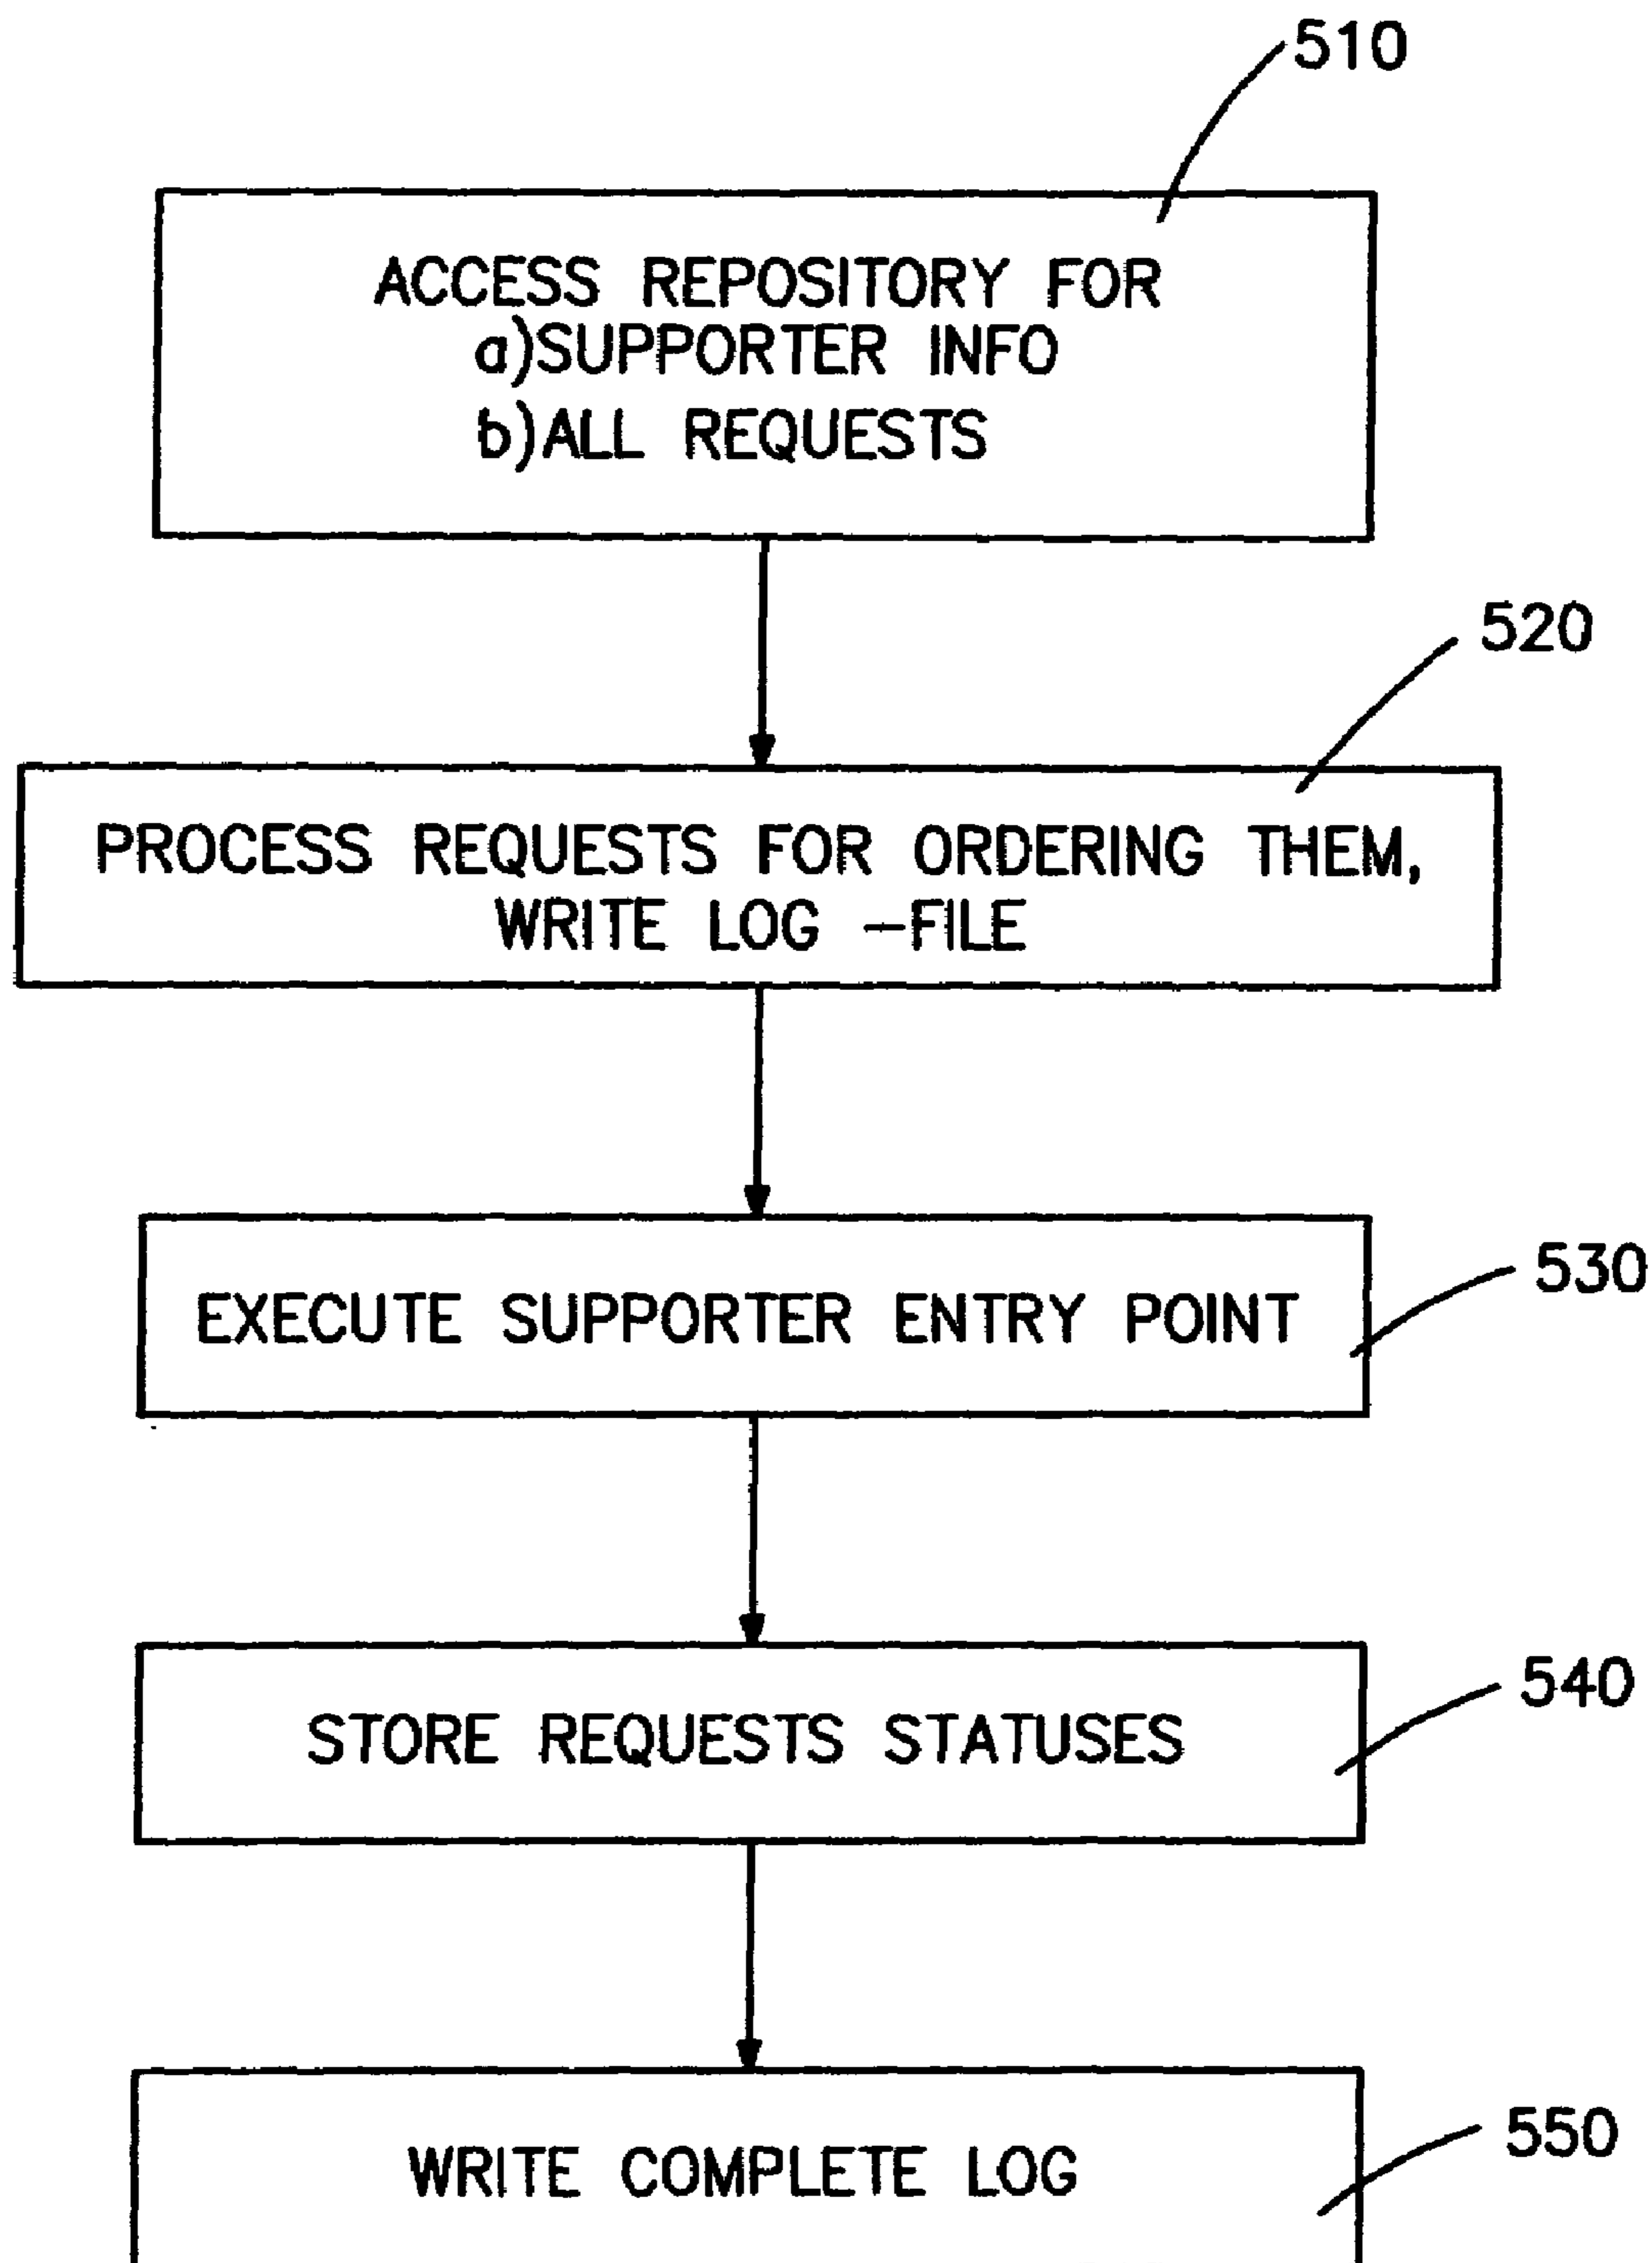 510
ACCESS REPOSITORY FOR
a)SUPPORTER INFO
b)ALL REQUESTS
520
PROCESS REQUESTS FOR ORDERING THEM,
WRITE LOG -FILE
530
EXECUTE SUPPORTER ENTRY POINT
540
STORE REQUESTS STATUSES
550
WRITE COMPLETE LOG